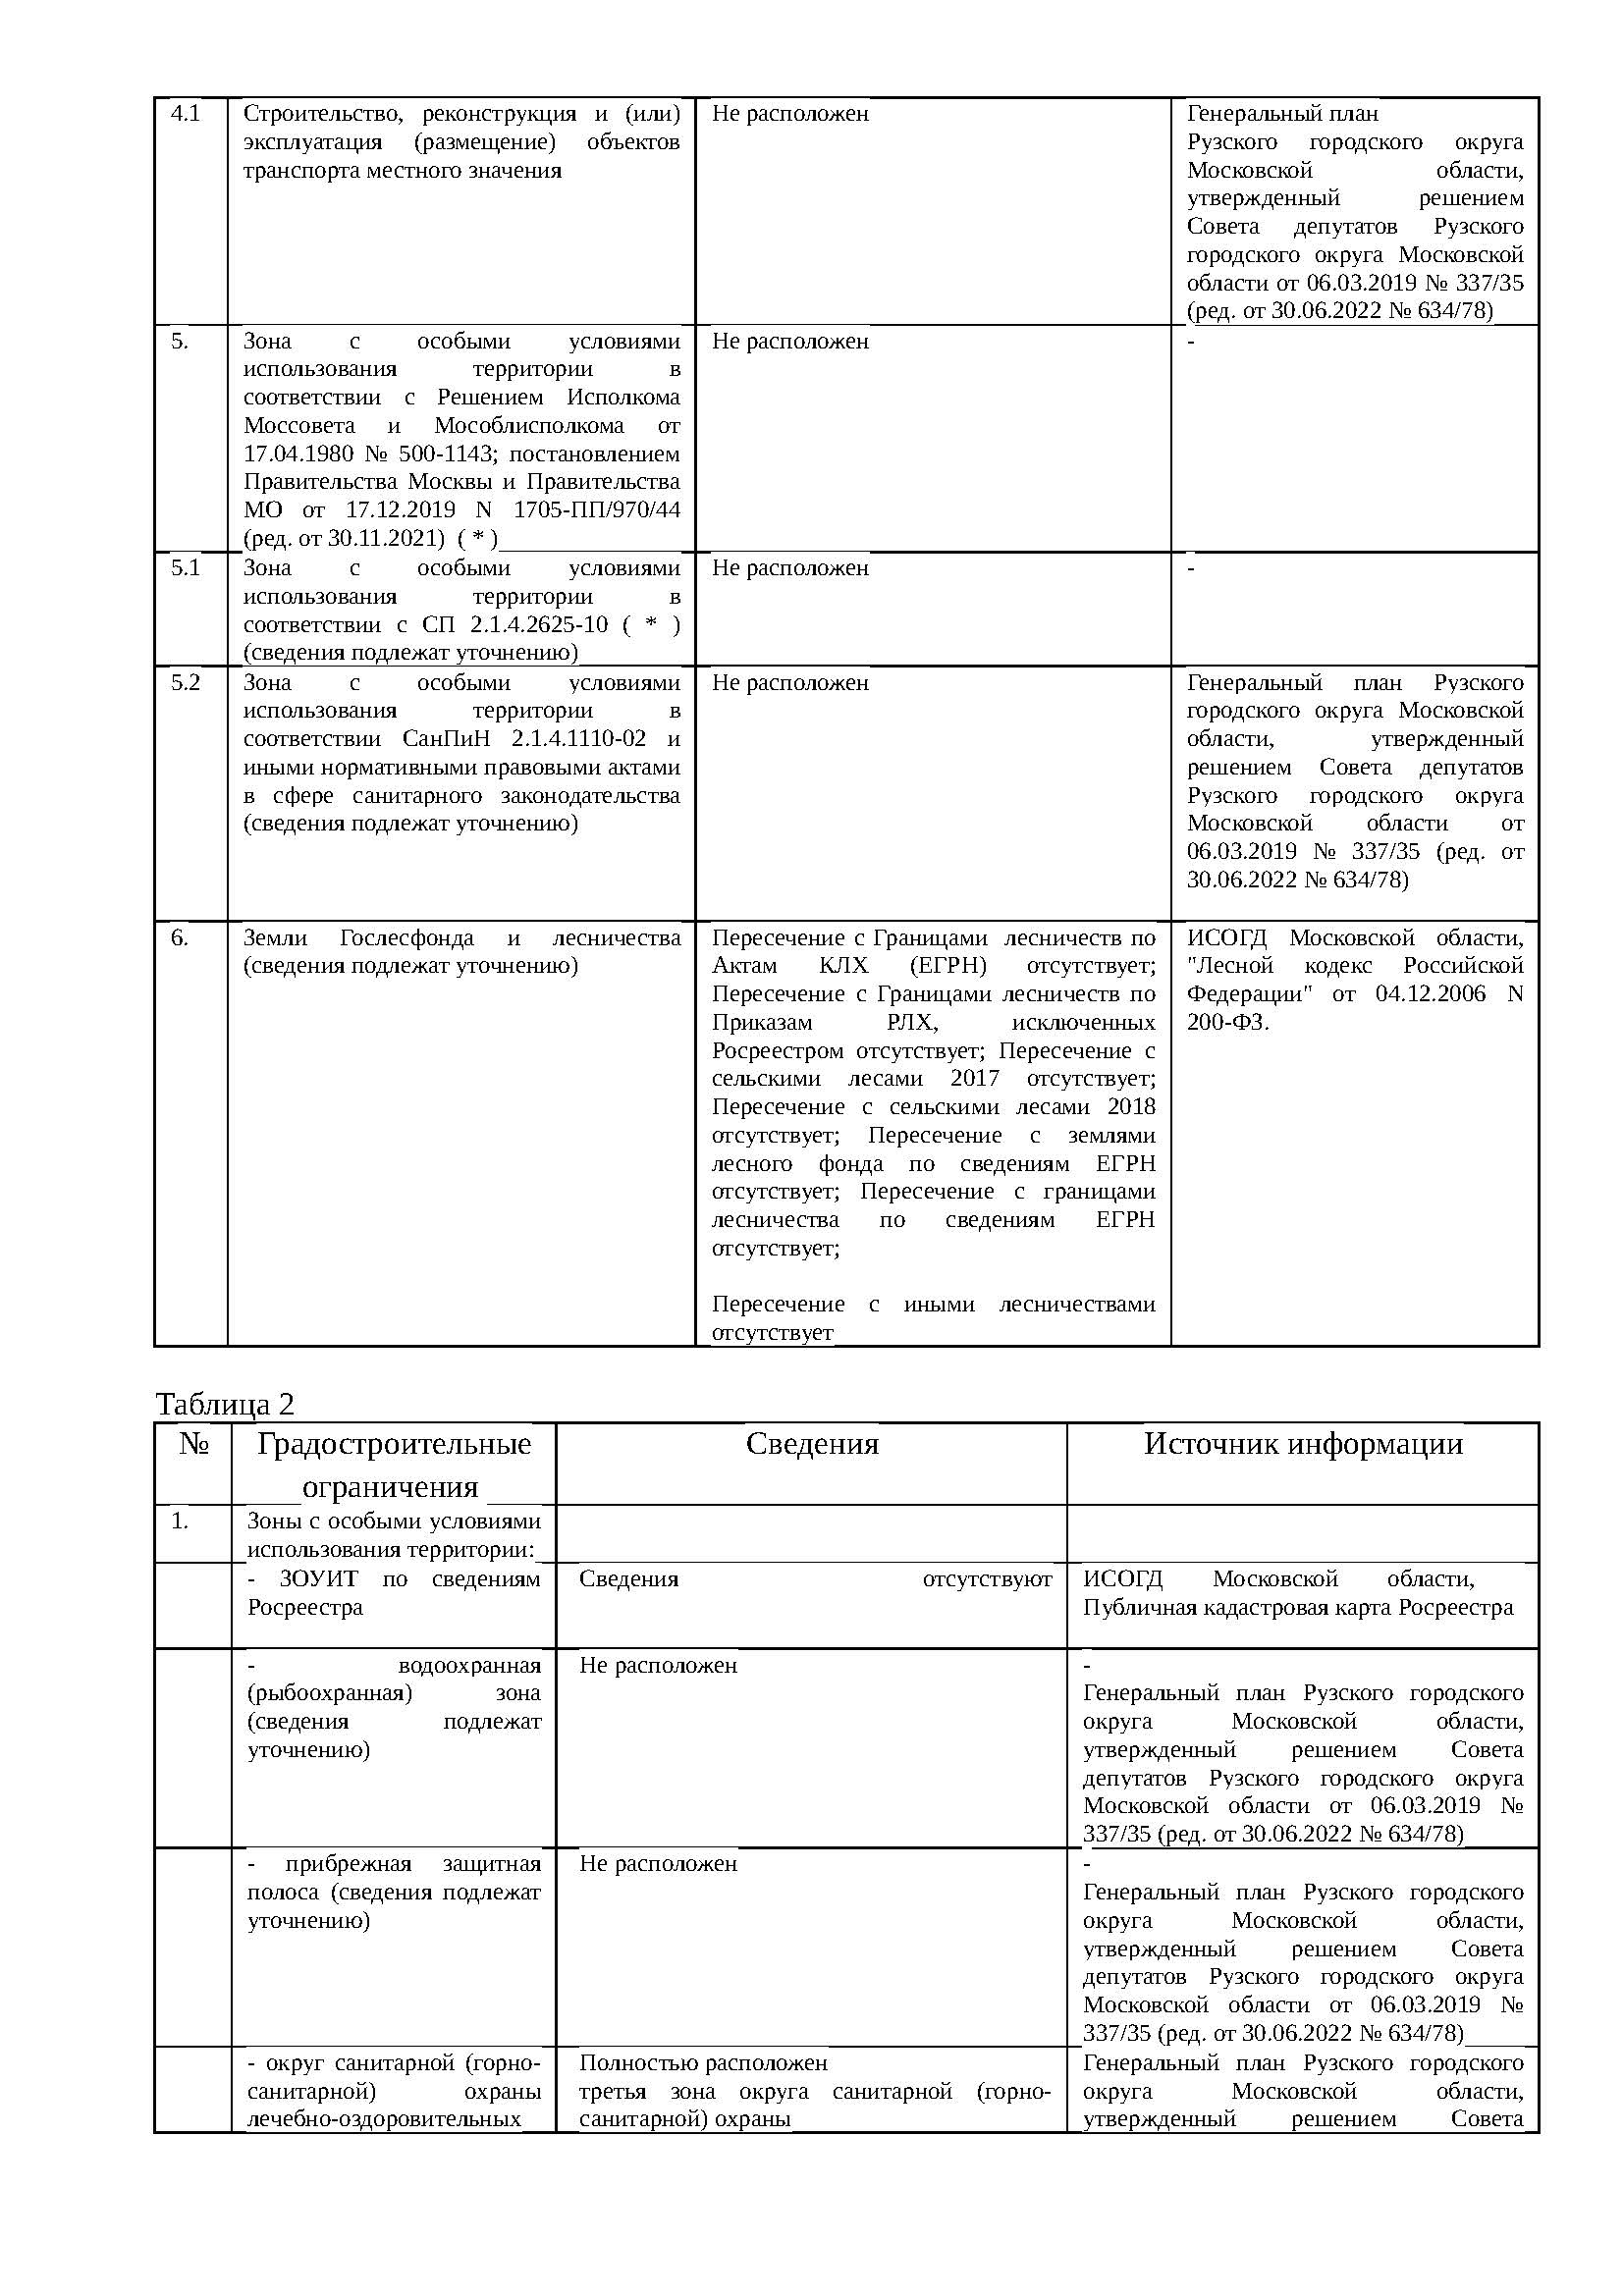 4.1
Строительство, реконструкция и (или)
эксплуатация (размещение) объектов
транспорта местного значения
Не расположен
Генеральный план
Рузского городского округа
Московской области,
утвержденный решением
Совета депутатов Рузского
городского округа Московской
области от 06.03.2019 № 337/35
(ред. от 30.06.2022 № 634/78)
5.
Зона с особыми условиями
использования территории в
соответствии с Решением Исполкома
Моссовета и Мособлисполкома от
17.04.1980 № 500-1143; постановлением
Правительства Москвы и Правительства
МО от 17.12.2019 N 1705-ПП/970/44
(ред. от 30.11.2021) ( * )
Не расположен
-
5.1
Зона с особыми условиями
использования территории в
соответствии с СП 2.1.4.2625-10 ( * )
(сведения подлежат уточнению)
Не расположен
-
5.2
Зона с особыми условиями
использования территории в
соответствии СанПиН 2.1.4.1110-02 и
иными нормативными правовыми актами
в сфере санитарного законодательства
(сведения подлежат уточнению)
Не расположен
Генеральный план Рузского
городского округа Московской
области, утвержденный
решением Совета депутатов
Рузского городского округа
Московской области от
06.03.2019 № 337/35 (ред. от
30.06.2022 № 634/78)
6.
Земли Гослесфонда и лесничества
(сведения подлежат уточнению)
Пересечение с Границами лесничеств по
Актам КЛХ (ЕГРН) отсутствует;
Пересечение с Границами лесничеств по
Приказам РЛХ, исключенных
Росреестром отсутствует; Пересечение с
сельскими лесами 2017 отсутствует;
Пересечение с сельскими лесами 2018
отсутствует; Пересечение с землями
лесного фонда по сведениям ЕГРН
отсутствует; Пересечение с границами
лесничества по сведениям ЕГРН
отсутствует;
Пересечение с иными лесничествами
отсутствует
ИСОГД Московской области,
"Лесной кодекс Российской
Федерации" от 04.12.2006 N
200-ФЗ.
Таблица 2
№
Градостроительные
ограничения
Сведения
Источник информации
1.
Зоны с особыми условиями
использования территории:
- ЗОУИТ по сведениям
Росреестра
Сведения отсутствуют
ИСОГД Московской области,
Публичная кадастровая карта Росреестра
- водоохранная
(рыбоохранная) зона
(сведения подлежат
уточнению)
Не расположен
-
Генеральный план Рузского городского
округа Московской области,
утвержденный решением Совета
депутатов Рузского городского округа
Московской области от 06.03.2019 №
337/35 (ред. от 30.06.2022 № 634/78)
- прибрежная защитная
полоса (сведения подлежат
уточнению)
Не расположен
-
Генеральный план Рузского городского
округа Московской области,
утвержденный решением Совета
депутатов Рузского городского округа
Московской области от 06.03.2019 №
337/35 (ред. от 30.06.2022 № 634/78)
- округ санитарной (горно-
санитарной) охраны
лечебно-оздоровительных
Полностью расположен
третья зона округа санитарной (горно-
санитарной) охраны
Генеральный план Рузского городского
округа Московской области,
утвержденный решением Совета